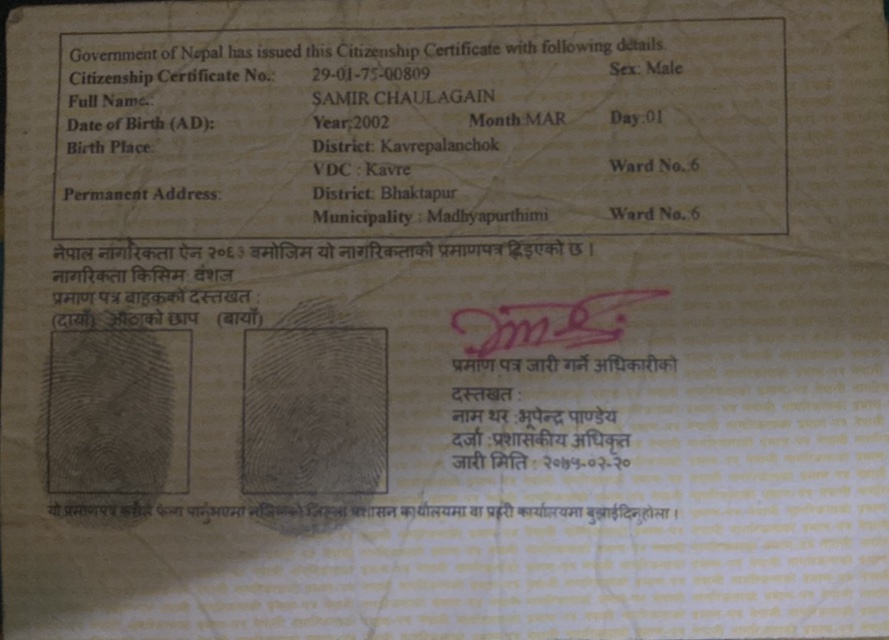 Government of Nepal has issued this Citizenship Certificate with following details.
Citizenship Certificate No.: 29-01-75-00809 Sex: Male
Full Name.: SAMIR CHAULAGAIN
Date of Birth (AD): Year:2002 Month:MAR Day:01
Birth Place: District: Kavrepalanchok
VDC : Kavre Ward No.:6
Permanent Address: District: Bhaktapur
Municipality : Madhyapurthimi Ward No.:6
नेपाल नागरिकता ऐन २०६३ बमोजिम यो नागरिकताको प्रमाणपत्र दिइएको छ ।
नागरिकता किसिम: वंशज
प्रमाण पत्र बाहकको दस्तखत :
(दायाँ) औंठाको छाप (बायाँ)
प्रमाण पत्र जारी गर्ने अधिकारीको
दस्तखत :
नाम थर :भूपेन्द्र पाण्डेय
दर्जा :प्रशासकीय अधिकृत
जारी मिति : २०७५-०२-२०
यो प्रमाणपत्र कसैले फेला पार्नुभएमा नजिकको जिल्ला प्रशासन कार्यालयमा वा प्रहरी कार्यालयमा बुझाईदिनुहोला ।